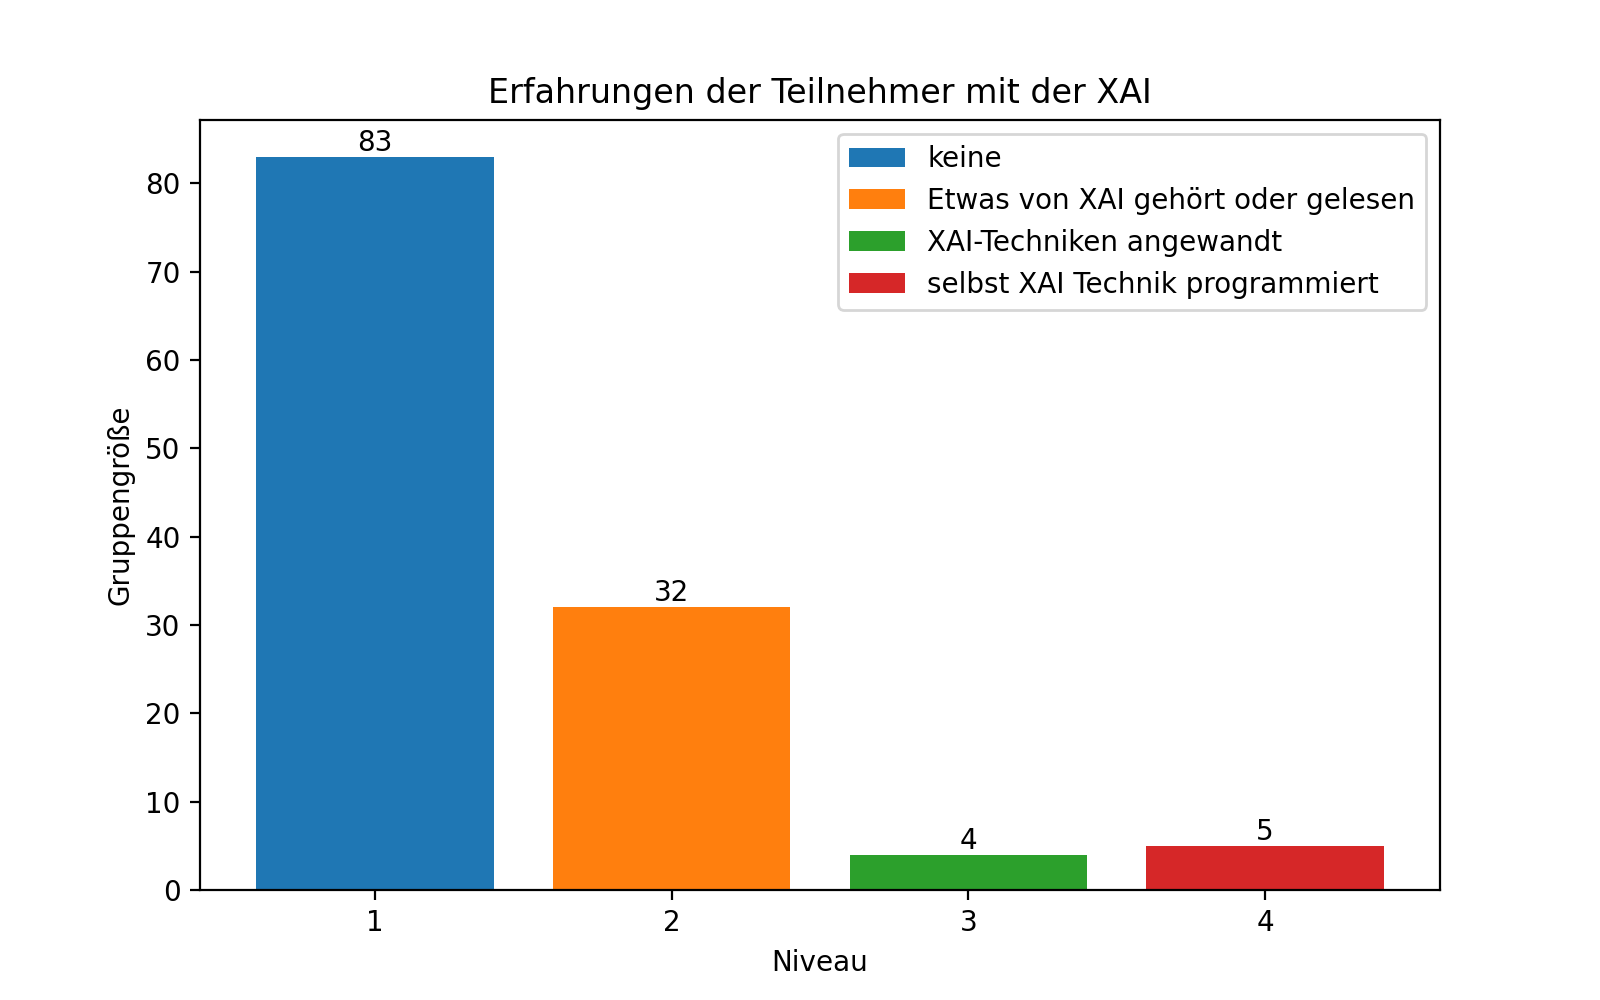 Erfahrungen der Teilnehmer mit der XAI
83
keine
Etwas von XAI gehört oder gelesen
XAI-Techniken angewandt
selbst XAI Technik programmiert
80
70
60
50
40
30
20
10
0
Gruppengröße
32
4
5
1 2 3 4
Niveau